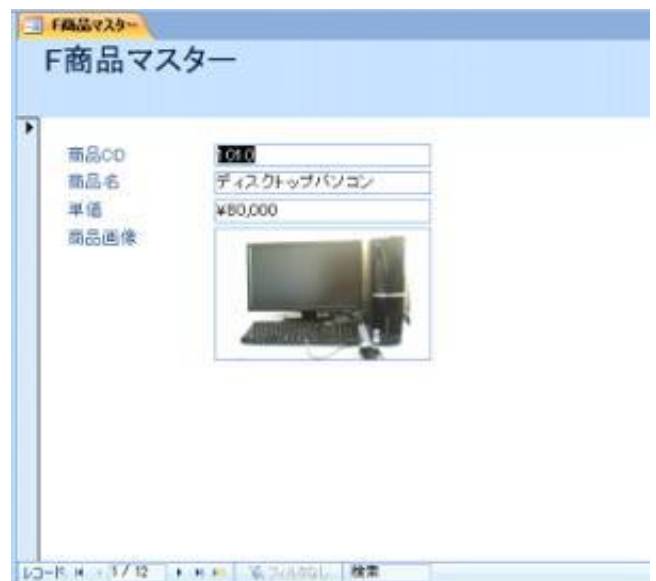 F商品マスター
F商品マスター
商品CD 1010
商品名 ディスクトップパソコン
単価 ¥80,000
商品画像
レコード: 1 / 12 フィルタなし 検索